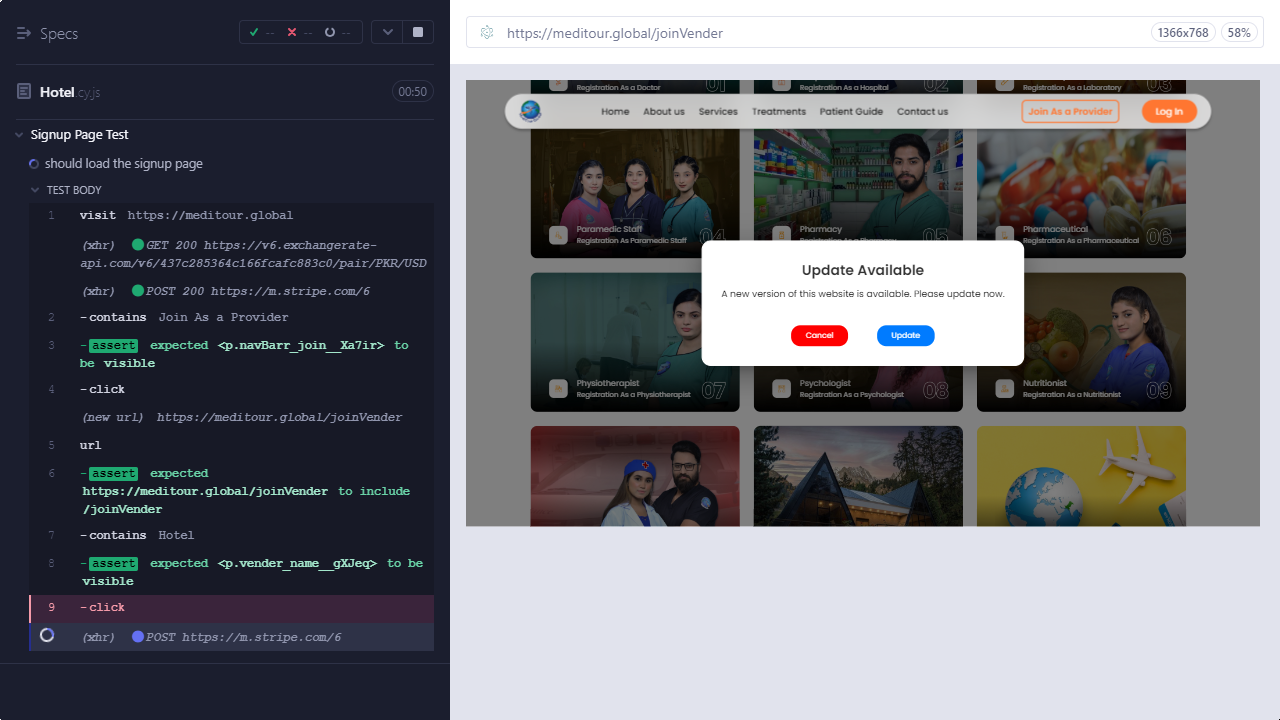 Specs
-- -- --
Hotel.cy.js
00:50
Signup Page Test
should load the signup page
TEST BODY
1 visit https://meditour.global
(xhr) GET 200 https://v6.exchangerate-
api.com/v6/437c285364c166fcafc883c0/pair/PKR/USD
(xhr) POST 200 https://m.stripe.com/6
2 -contains Join As a Provider
3 -assert expected <p.navBarr_join__Xa7ir> to
be visible
4 -click
(new url) https://meditour.global/joinVender
5 url
6 -assert expected
https://meditour.global/joinVender to include
/joinVender
7 -contains Hotel
8 -assert expected <p.vender_name__gXJeq> to be
visible
9 -click
(xhr) POST https://m.stripe.com/6
https://meditour.global/joinVender
1366x768
58%
Registration As a Doctor 01
Registration As a Hospital 02
Registration As a Laboratory
Home About us Services Treatments Patient Guide Contact us Join As a Provider Log In
Paramedic Staff
Registration As Paramedic Staff 04
Pharmacy
Registration As a Pharmacy 05
Pharmaceutical
Registration As a Pharmaceutical 06
Update Available
A new version of this website is available. Please update now.
Cancel Update
Physiotherapist
Registration As a Physiotherapist 07
Psychologist
Registration As a Psychologist 08
Nutritionist
Registration As a Nutritionist 09